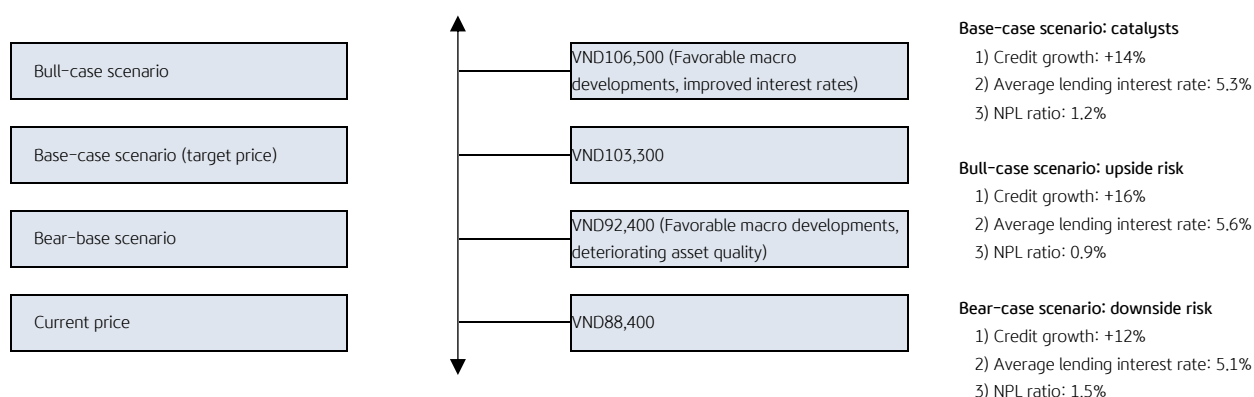 Bull-case scenario
VND106,500 (Favorable macro
developments, improved interest rates)
Base-case scenario (target price)
VND103,300
Bear-base scenario
VND92,400 (Favorable macro developments,
deteriorating asset quality)
Current price
VND88,400
Base-case scenario: catalysts
1) Credit growth: +14%
2) Average lending interest rate: 5.3%
3) NPL ratio: 1.2%
Bull-case scenario: upside risk
1) Credit growth: +16%
2) Average lending interest rate: 5.6%
3) NPL ratio: 0.9%
Bear-case scenario: downside risk
1) Credit growth: +12%
2) Average lending interest rate: 5.1%
3) NPL ratio: 1.5%